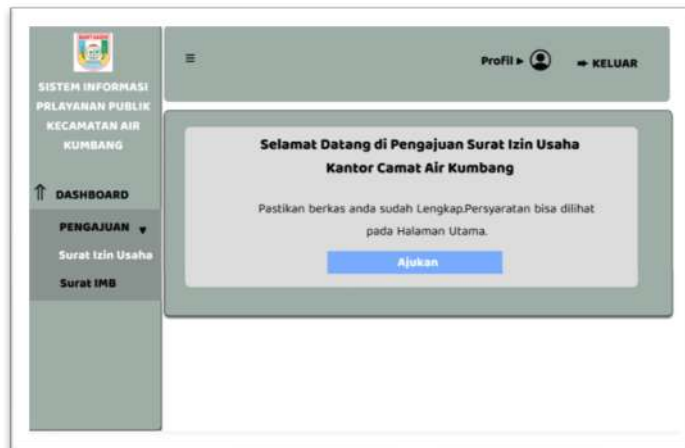 SISTEM INFORMASI
PRLAYANAN PUBLIK
KECAMATAN AIR
KUMBANG
DASHBOARD
PENGAJUAN
Surat Izin Usaha
Surat IMB
Profil
KELUAR
Selamat Datang di Pengajuan Surat Izin Usaha
Kantor Camat Air Kumbang
Pastikan berkas anda sudah Lengkap.Persyaratan bisa dilihat
pada Halaman Utama.
Ajukan